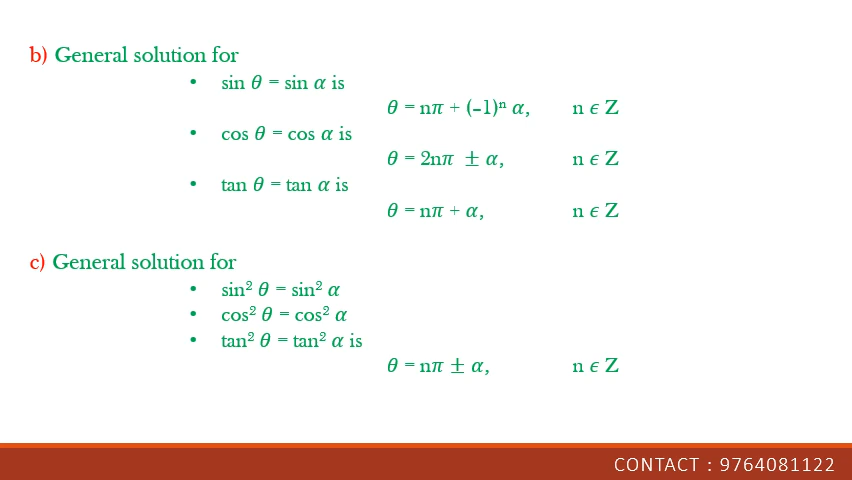 b) General solution for
• sin θ = sin α is
θ = nπ + (–1)ⁿ α, n ϵ Z
• cos θ = cos α is
θ = 2nπ ± α, n ϵ Z
• tan θ = tan α is
θ = nπ + α, n ϵ Z
c) General solution for
• sin² θ = sin² α
• cos² θ = cos² α
• tan² θ = tan² α is
θ = nπ ± α, n ϵ Z
CONTACT : 9764081122